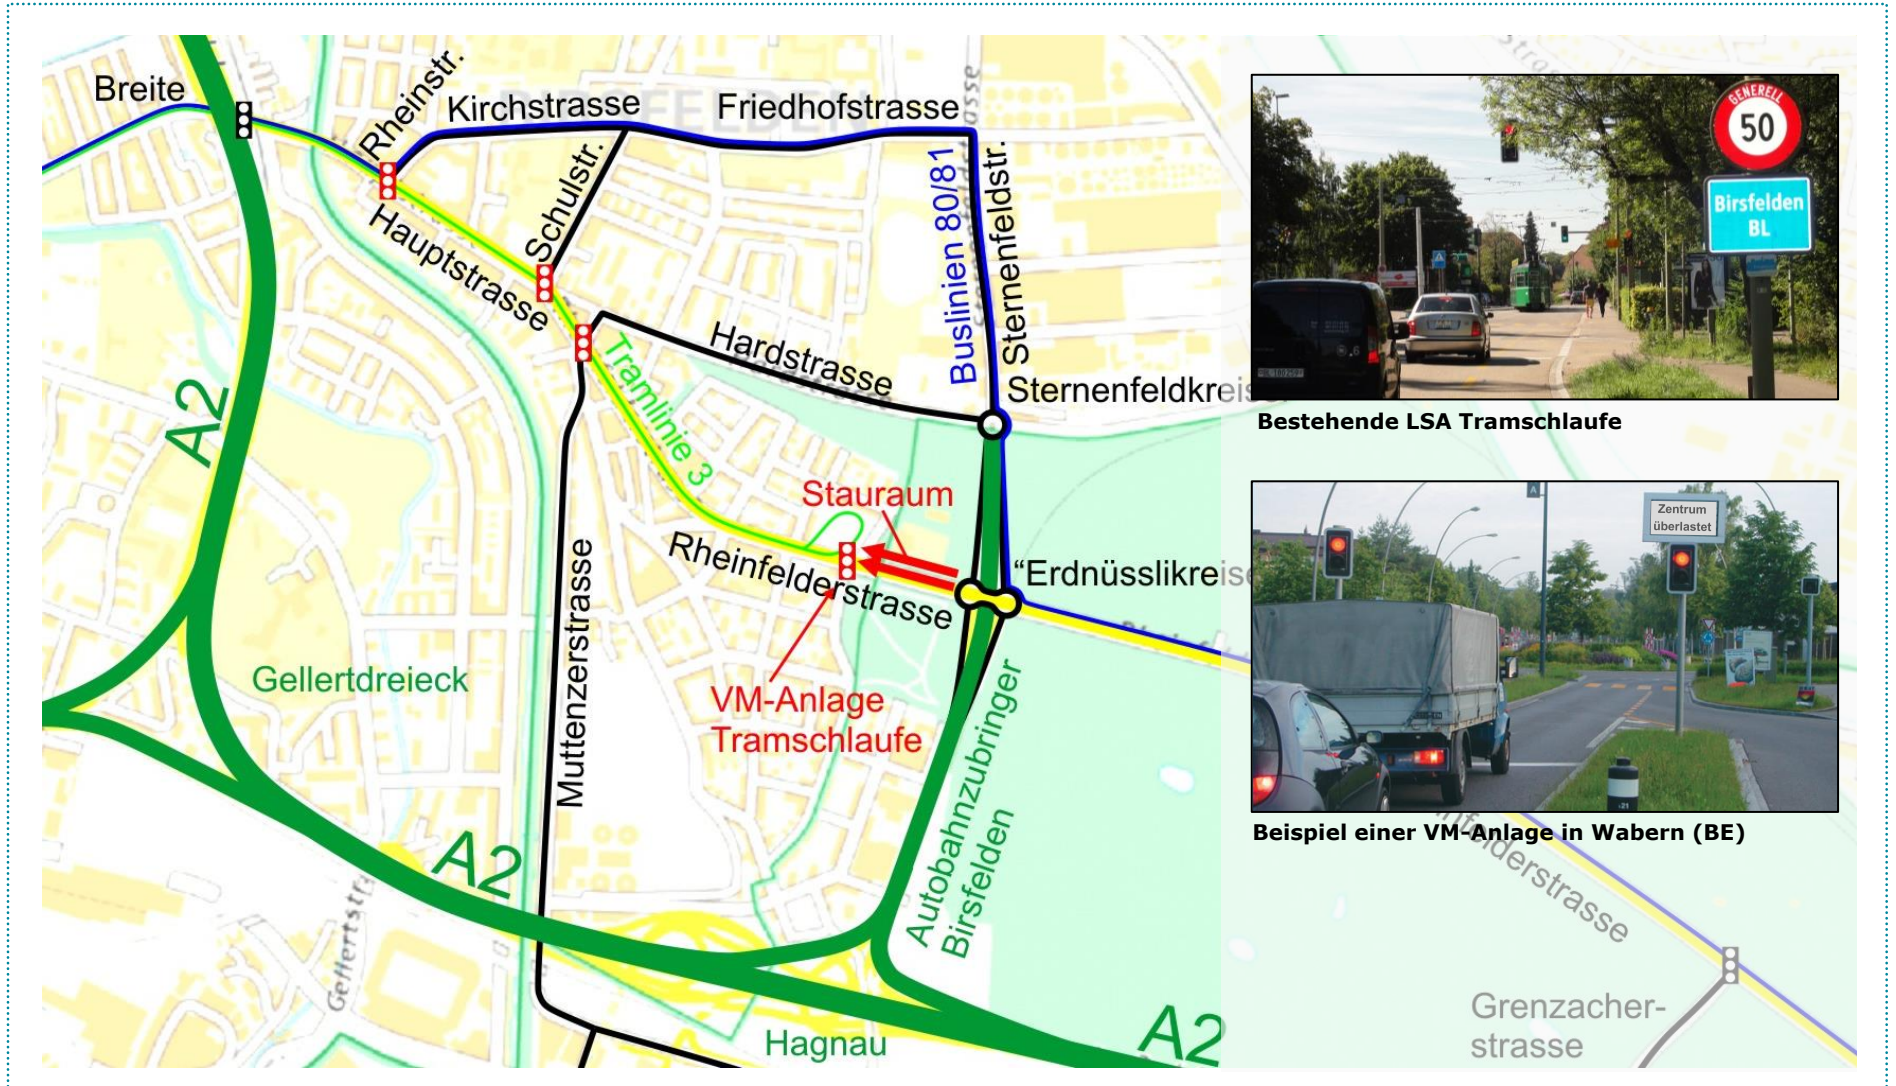 Breite
Rheinstr.
Kirchstrasse
Friedhofstrasse
Schulstr.
Hauptstrasse
Buslinien 80/81
Sternenfeldstr.
Hardstrasse
Tramlinie 3
Sternenfeldkreis
A2
Stauraum
Rheinfelderstrasse
"Erdnüsslikreis
Muttenzerstrasse
Gellertdreieck
VM-Anlage
Tramschlaufe
Autobahnzubringer
Birsfelden
A2
Gellertstr
Hagnau
A2
GENERELL
50
Birsfelden
BL
Bestehende LSA Tramschlaufe
Zentrum
überlastet
Beispiel einer VM-Anlage in Wabern (BE)
nfelderstrasse
Grenzacher-
strasse